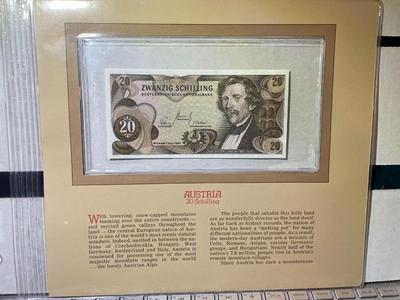 20
20
ZWANZIG SCHILLING
OESTERREICHISCHE NATIONALBANK
20
20
AUSTRIA
20 Schilling
With towering, snow-capped mountains
looming over the entire countryside —
and myriad green valleys throughout the
land — the central European nation of Aus-
tria is one of the world's most scenic natural
wonders. Indeed, nestled in between the na-
tions of Czechoslovakia, Hungary, West
Germany, Switzerland and Italy, Austria is
renowned for possessing one of the most
majestic mountain ranges in the world
the lovely Austrian Alps.
The people that inhabit this hilly land
are as wonderfully diverse as the land itself.
As far back as history records, the nation of
Austria has been a "melting pot" for many
different nationalities of people. As a result,
the modern-day Austrians are a mixture of
Celts, Romans, Asians, various Germanic
groups, and Hungarians. Nearly half of the
nation's 7.6 million people live in Austria's
remote mountain villages.
Since Austria has such a mountainous